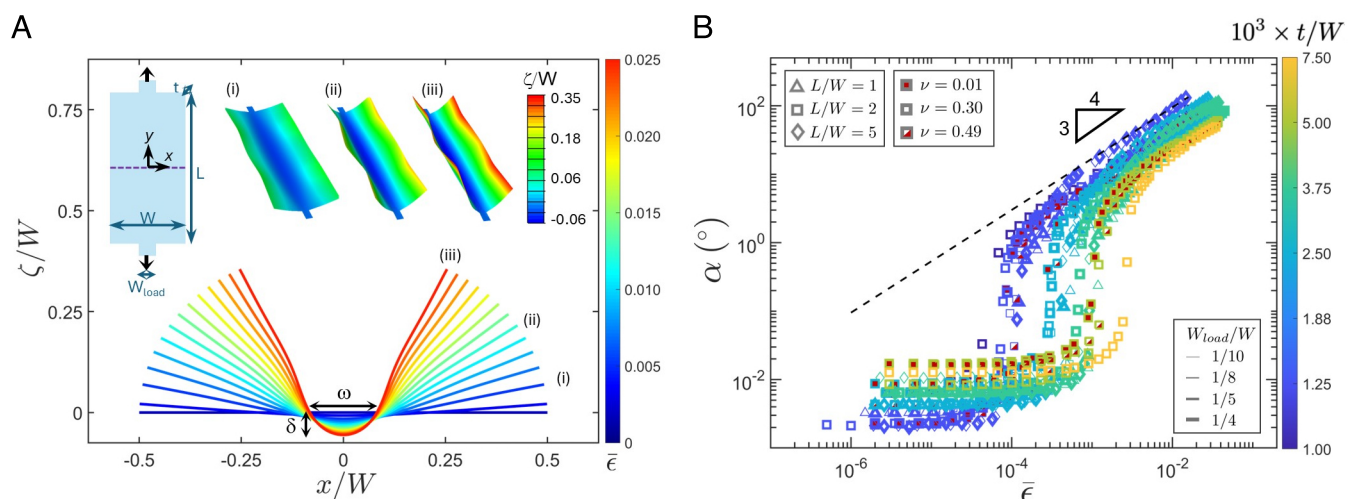 A
ζ/W
0.75
0.5
0.25
0
-0.5
-0.25
0
0.25
0.5
x/W
t
y
x
L
W
W_load
(i)
(ii)
(iii)
ζ/W
0.35
0.18
0.06
-0.06
(iii)
(ii)
(i)
ω
δ
0.025
0.020
0.015
0.010
0.005
0
ε̄
B
10³ × t/W
α (°)
10²
10⁰
10⁻²
10⁻⁶
10⁻⁴
10⁻²
ε̄
L/W = 1
L/W = 2
L/W = 5
ν = 0.01
ν = 0.30
ν = 0.49
4
3
W_load/W
1/10
1/8
1/5
1/4
7.50
6.25
5.00
3.75
2.50
1.88
1.25
1.00